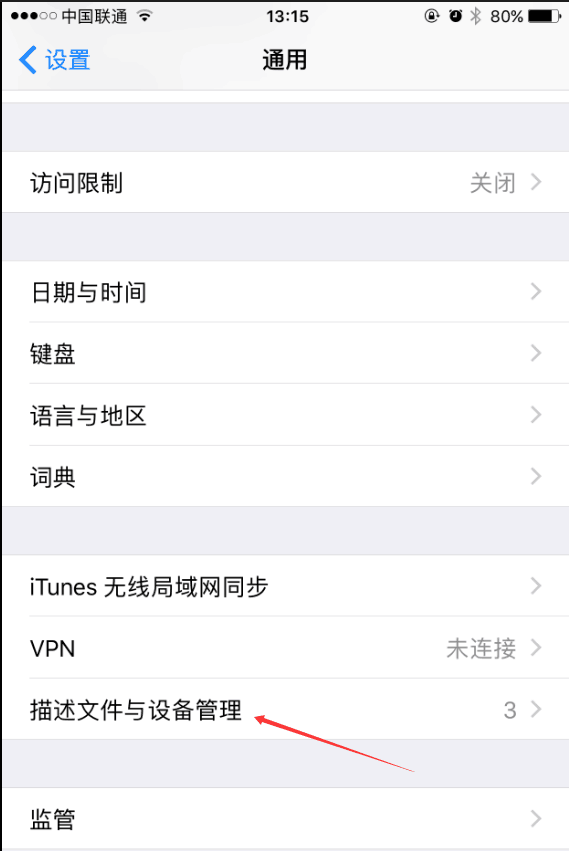 中国联通 13:15 80%
设置 通用
访问限制 关闭
日期与时间
键盘
语言与地区
词典
iTunes 无线局域网同步
VPN 未连接
描述文件与设备管理 3
监管